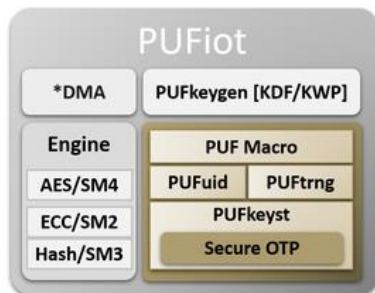 PUFiot
*DMA
PUFkeygen [KDF/KWP]
Engine
AES/SM4
ECC/SM2
Hash/SM3
PUF Macro
PUFuid
PUFtrng
PUFkeyst
Secure OTP